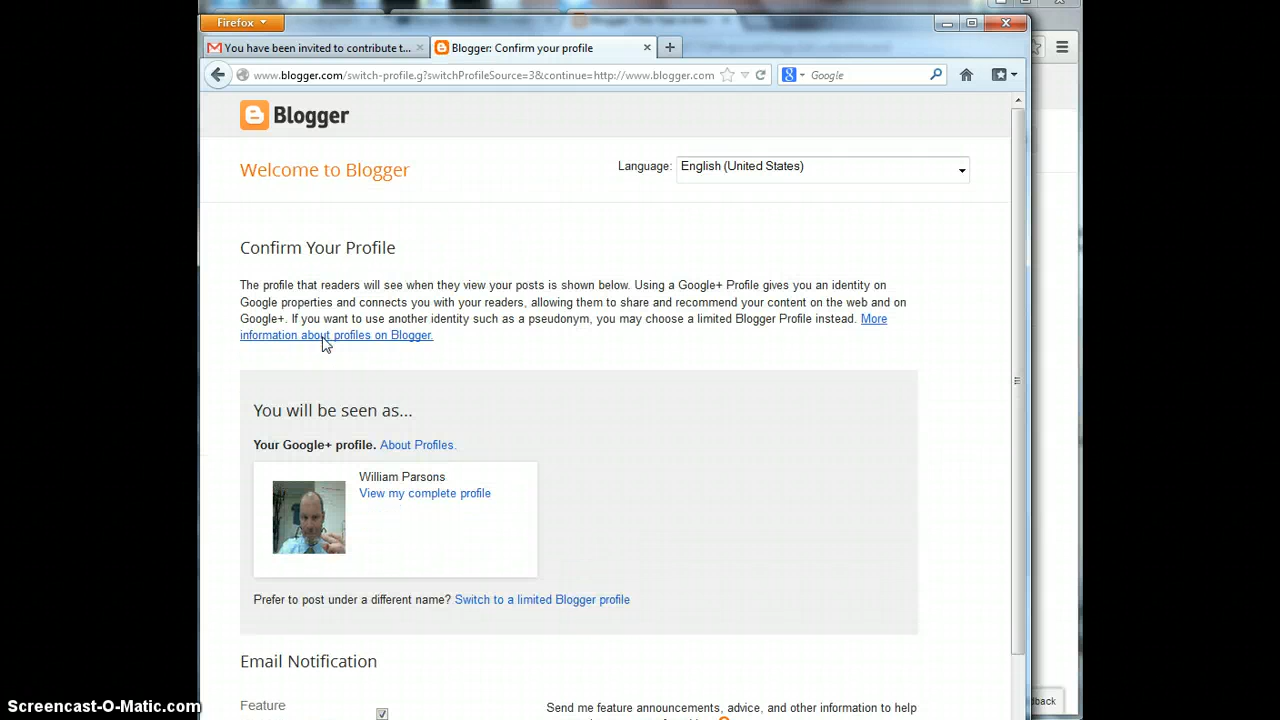 Firefox
You have been invited to contribute t...
Blogger: Confirm your profile
www.blogger.com/switch-profile.g?switchProfileSource=3&continue=http://www.blogger.com
Google
Blogger
Welcome to Blogger
Language: English (United States)
Confirm Your Profile
The profile that readers will see when they view your posts is shown below. Using a Google+ Profile gives you an identity on
Google properties and connects you with your readers, allowing them to share and recommend your content on the web and on
Google+. If you want to use another identity such as a pseudonym, you may choose a limited Blogger Profile instead. More
information about profiles on Blogger.
You will be seen as...
Your Google+ profile. About Profiles.
William Parsons
View my complete profile
Prefer to post under a different name? Switch to a limited Blogger profile
Email Notification
Feature
Send me feature announcements, advice, and other information to help
Screencast-O-Matic.com